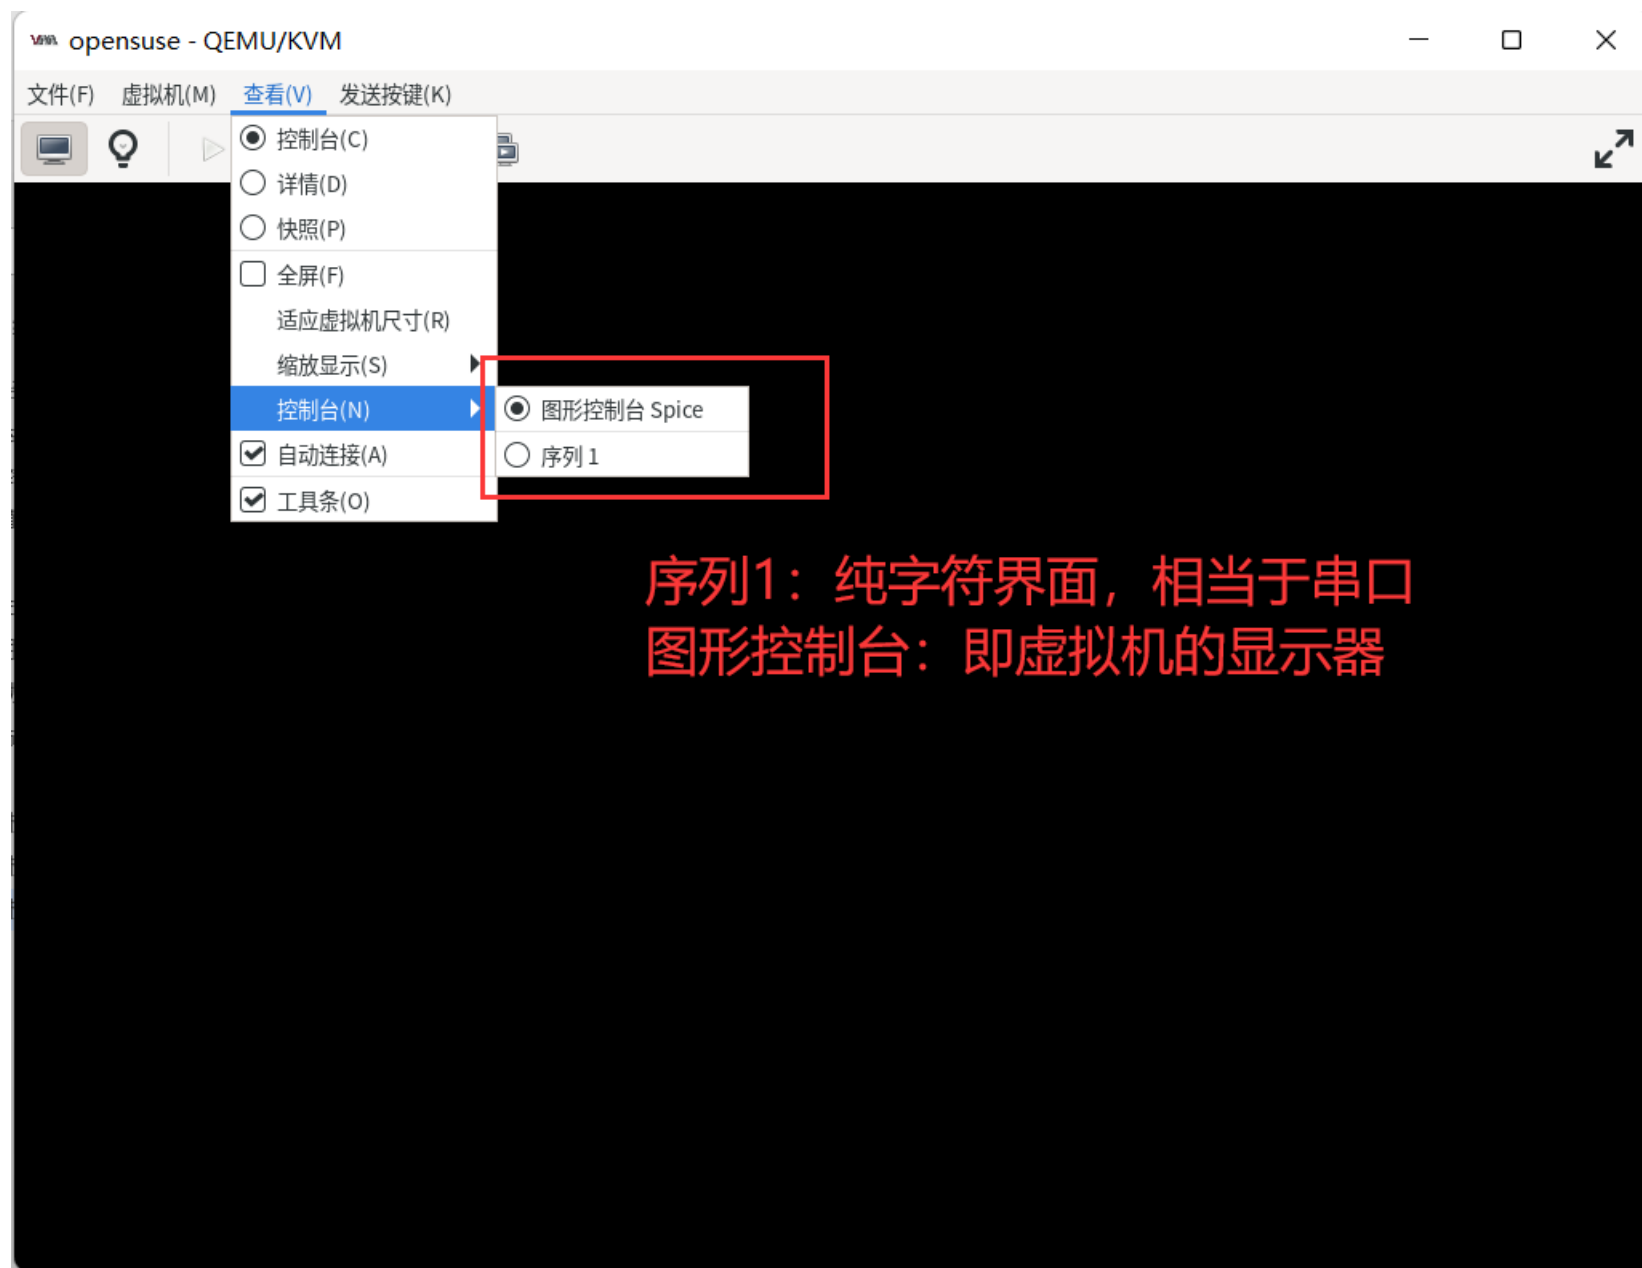 opensuse - QEMU/KVM
文件(F) 虚拟机(M) 查看(V) 发送按键(K)
控制台(C)
详情(D)
快照(P)
全屏(F)
适应虚拟机尺寸(R)
缩放显示(S)
控制台(N)
图形控制台 Spice
自动连接(A)
序列 1
工具条(O)
序列1：纯字符界面，相当于串口
图形控制台：即虚拟机的显示器